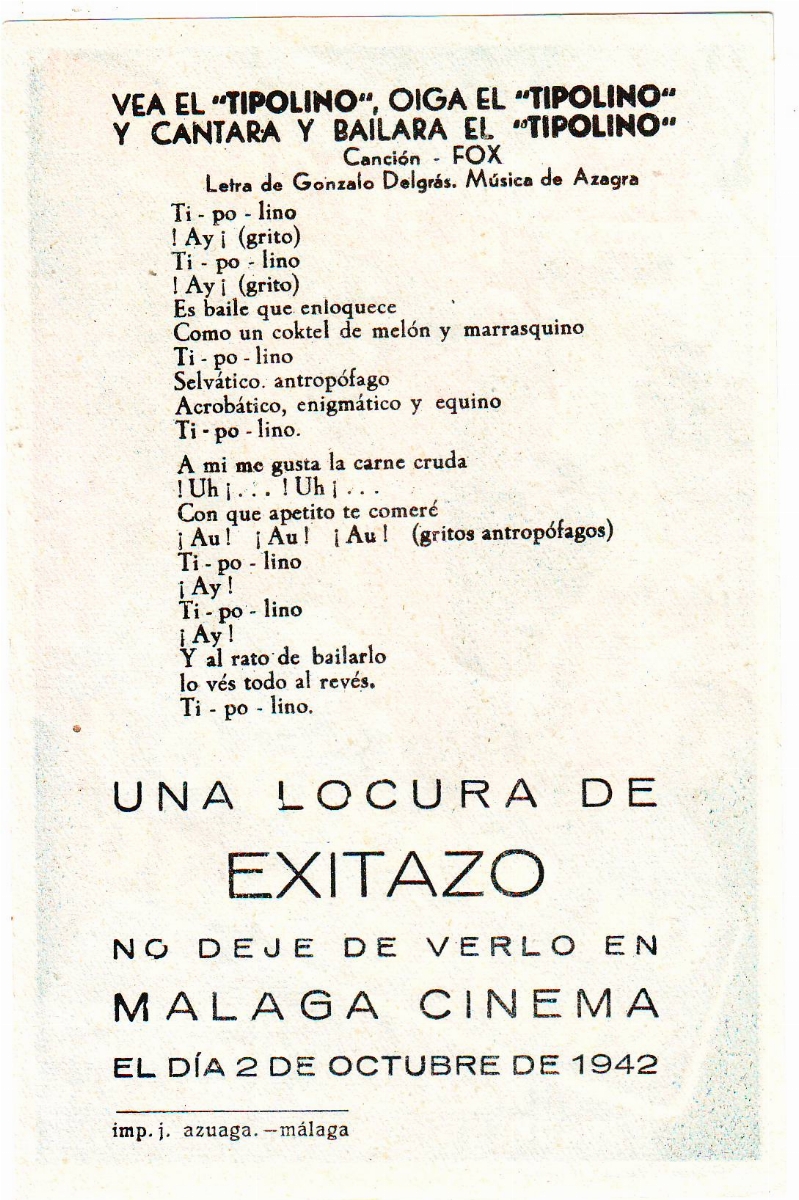 VEA EL "TIPOLINO", OIGA EL "TIPOLINO"
Y CANTARA Y BAILARA EL "TIPOLINO"
Canción - FOX
Letra de Gonzalo Delgrás. Música de Azagra
Ti - po - lino
! Ay ¡ (grito)
Ti - po - lino
! Ay ¡ (grito)
Es baile que enloquece
Como un coktel de melón y marrasquino
Ti - po - lino
Selvático. antropófago
Acrobático, enigmático y equino
Ti - po - lino.
A mi me gusta la carne cruda
! Uh ¡ . . . ! Uh ¡ . . .
Con que apetito te comeré
¡ Au ! ¡ Au ! ¡ Au ! (gritos antropófagos)
Ti - po - lino
¡ Ay !
Ti - po - lino
¡ Ay !
Y al rato de bailarlo
lo vés todo al revés.
Ti - po - lino.
UNA LOCURA DE
EXITAZO
NO DEJE DE VERLO EN
MALAGA CINEMA
EL DÍA 2 DE OCTUBRE DE 1942
imp. j. azuaga. – málaga